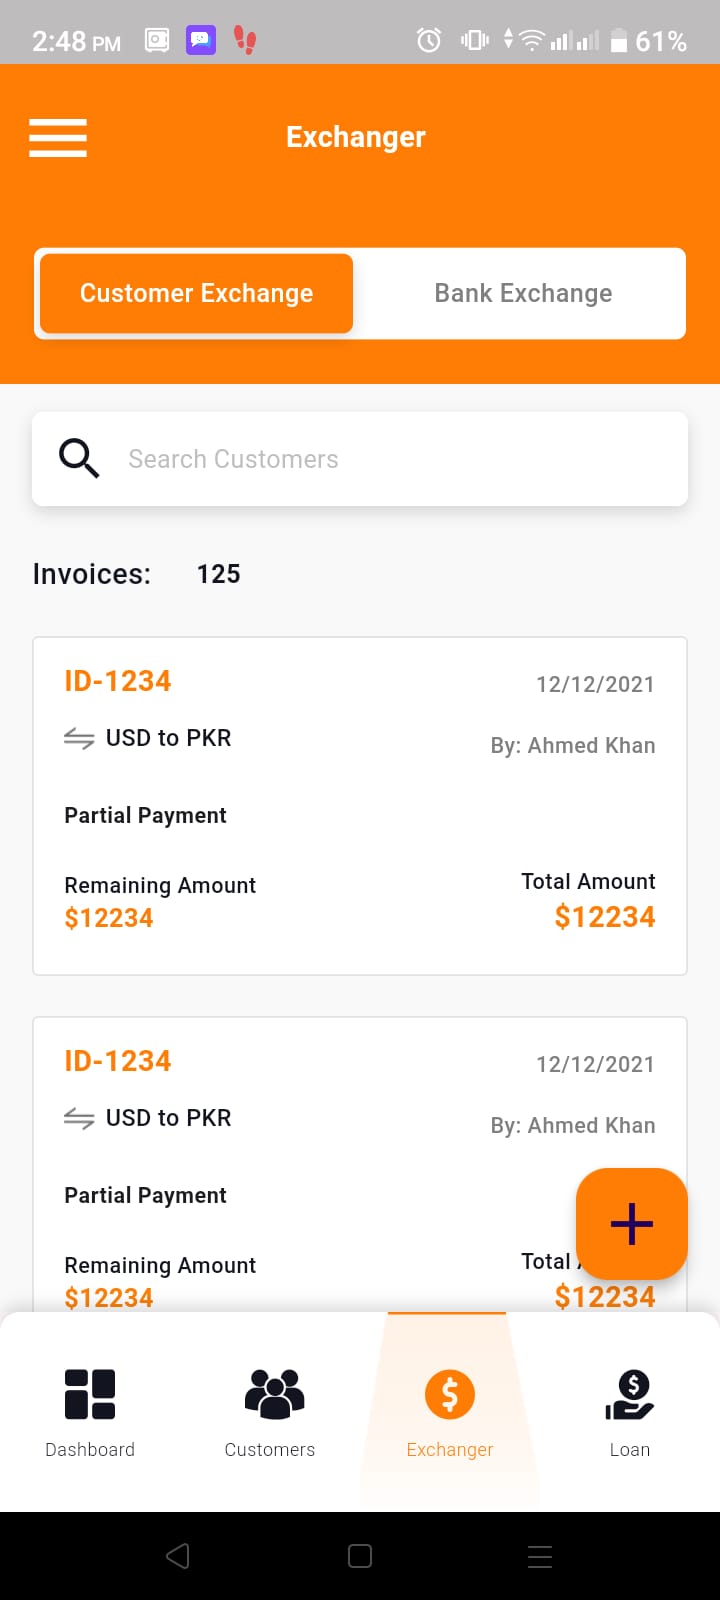 2:48 PM 61%
Exchanger
Customer Exchange Bank Exchange
Search Customers
Invoices: 125
ID-1234 12/12/2021
USD to PKR By: Ahmed Khan
Partial Payment
Remaining Amount Total Amount
$12234 $12234
ID-1234 12/12/2021
USD to PKR By: Ahmed Khan
Partial Payment
Remaining Amount Total
$12234 $12234
Dashboard Customers Exchanger Loan